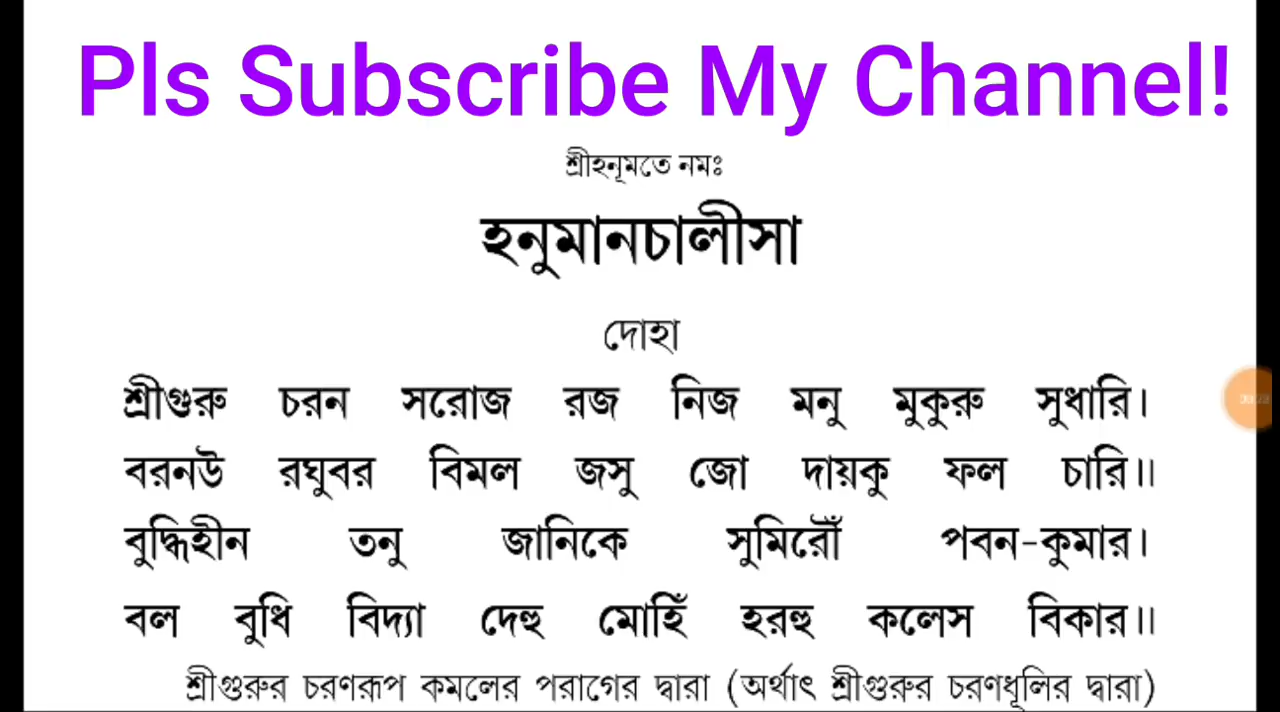 Pls Subscribe My Channel!
শ্রীহনূমতে নমঃ
হনুমানচালীসা
দোহা
শ্রীগুরু চরন সরোজ রজ নিজ মনু মুকুরু সুধারি।
বরনউ রঘুবর বিমল জসু জো দায়কু ফল চারি॥
বুদ্ধিহীন তনু জানিকে সুমিরৌঁ পবন-কুমার।
বল বুধি বিদ্যা দেহু মোহিঁ হরহু কলেস বিকার॥
শ্রীগুরুর চরণরূপ কমলের পরাগের দ্বারা (অর্থাৎ শ্রীগুরুর চরণধূলির দ্বারা)